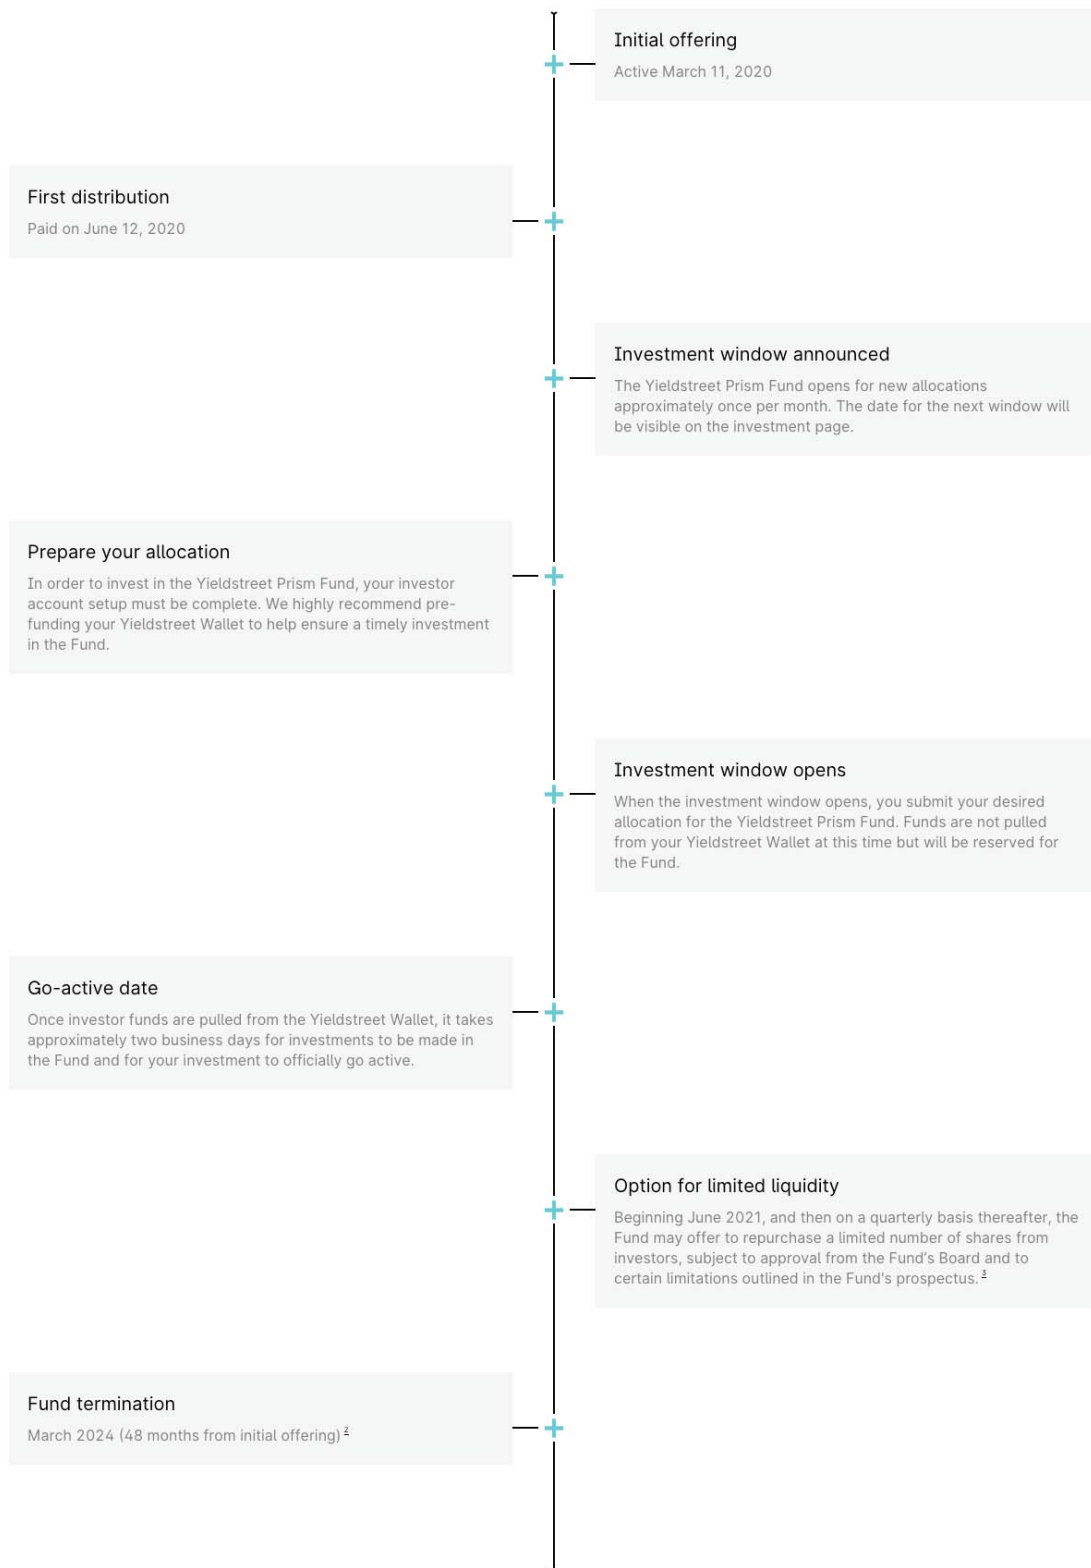 Initial offering
Active March 11, 2020
First distribution
Paid on June 12, 2020
Investment window announced
The Yieldstreet Prism Fund opens for new allocations
approximately once per month. The date for the next window will
be visible on the investment page.
Prepare your allocation
In order to invest in the Yieldstreet Prism Fund, your investor
account setup must be complete. We highly recommend pre-
funding your Yieldstreet Wallet to help ensure a timely investment
in the Fund.
Investment window opens
When the investment window opens, you submit your desired
allocation for the Yieldstreet Prism Fund. Funds are not pulled
from your Yieldstreet Wallet at this time but will be reserved for
the Fund.
Go-active date
Once investor funds are pulled from the Yieldstreet Wallet, it takes
approximately two business days for investments to be made in
the Fund and for your investment to officially go active.
Option for limited liquidity
Beginning June 2021, and then on a quarterly basis thereafter, the
Fund may offer to repurchase a limited number of shares from
investors, subject to approval from the Fund's Board and to
certain limitations outlined in the Fund's prospectus. 3
Fund termination
March 2024 (48 months from initial offering) 2